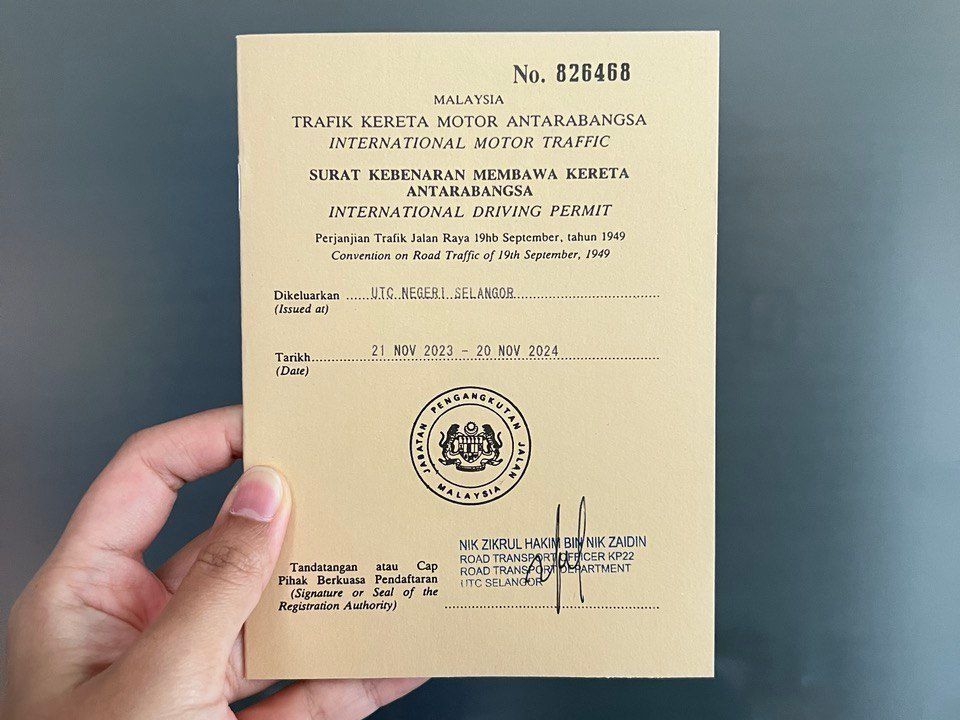 No. 826468
MALAYSIA
TRAFIK KERETA MOTOR ANTARABANGSA
INTERNATIONAL MOTOR TRAFFIC
SURAT KEBENARAN MEMBAWA KERETA
ANTARABANGSA
INTERNATIONAL DRIVING PERMIT
Perjanjian Trafik Jalan Raya 19hb September, tahun 1949
Convention on Road Traffic of 19th September, 1949
Dikeluarkan ....UTC NEGERI SELANGOR....
(Issued at)
Tarikh....21 NOV 2023 - 20 NOV 2024....
(Date)
JABATAN PENGANGKUTAN JALAN
MALAYSIA
NIK ZIKRUL HAKIM BIN NIK ZAIDIN
ROAD TRANSPORT OFFICER KP22
ROAD TRANSPORT DEPARTMENT
UTC SELANGOR
Tandatangan atau Cap
Pihak Berkuasa Pendaftaran
(Signature or Seal of the
Registration Authority)